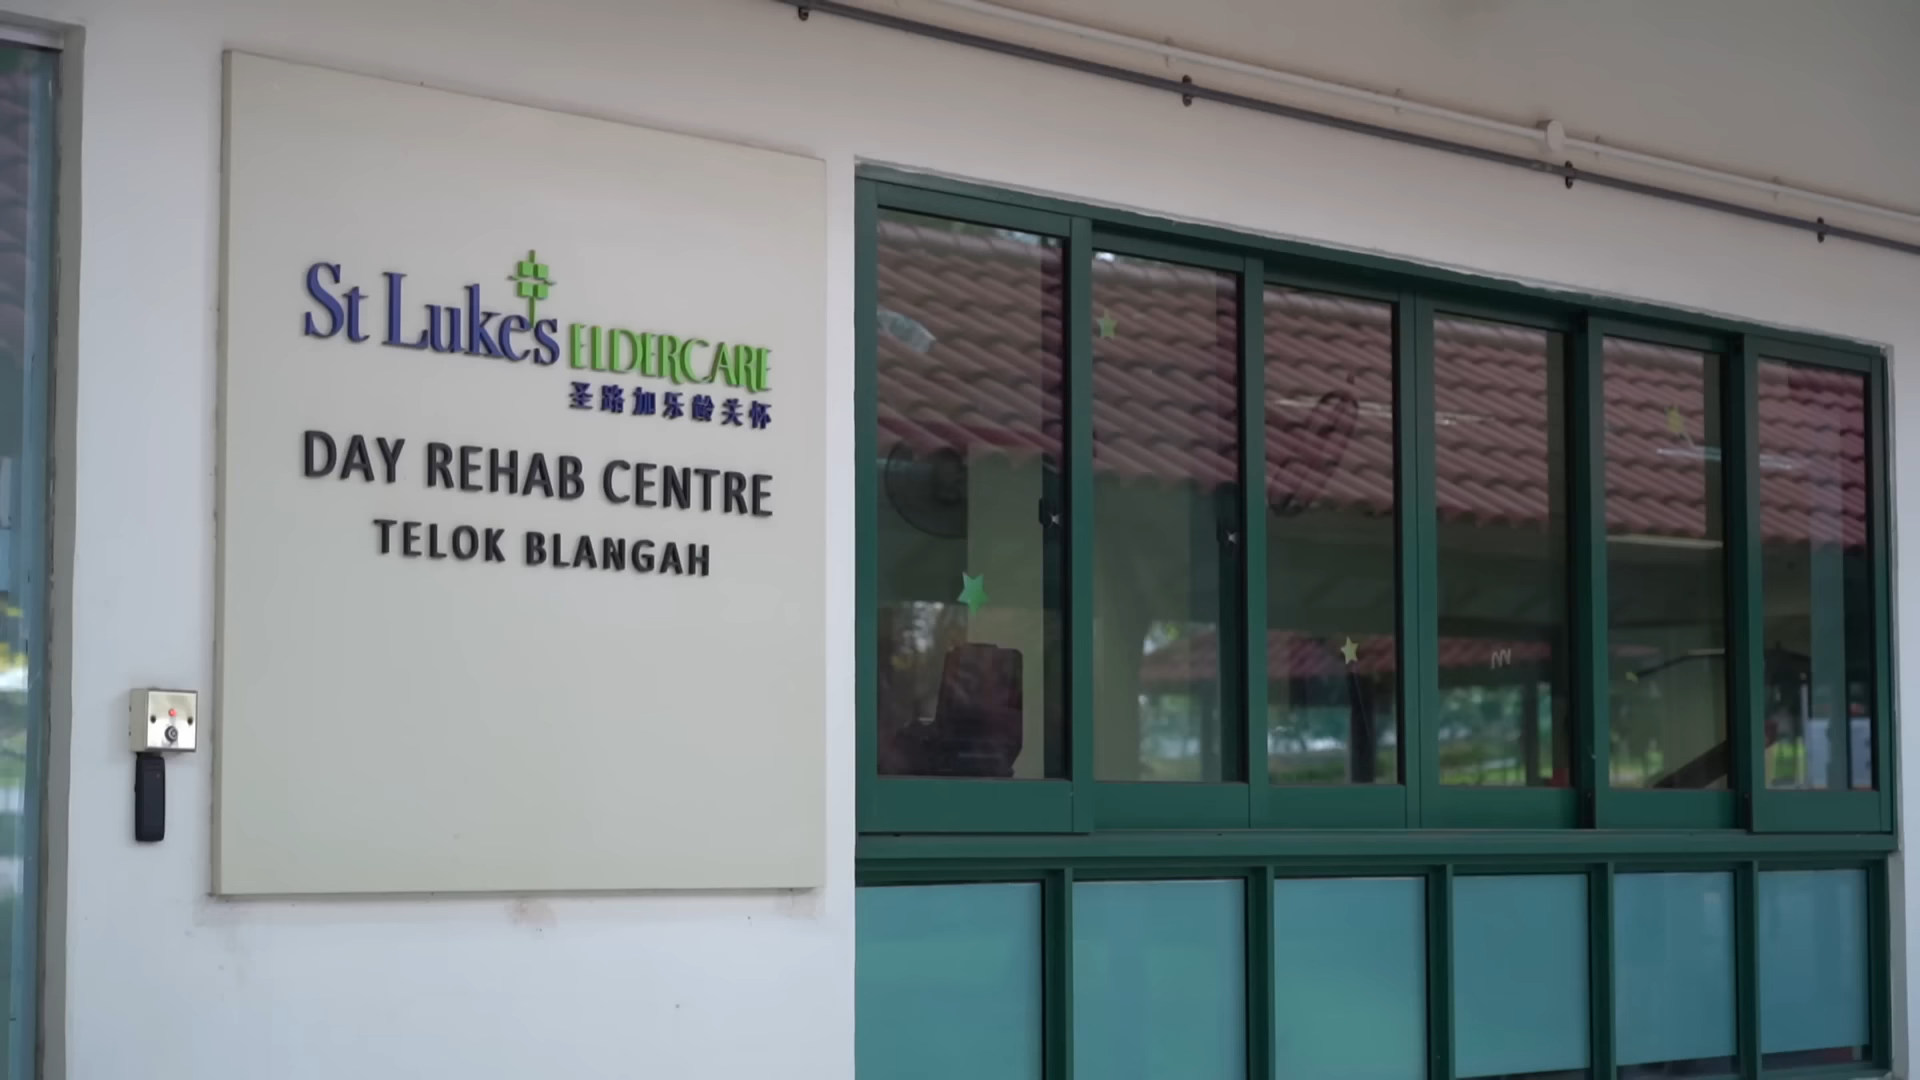 St Luke's ELDERCARE
圣路加乐龄关怀
DAY REHAB CENTRE
TELOK BLANGAH